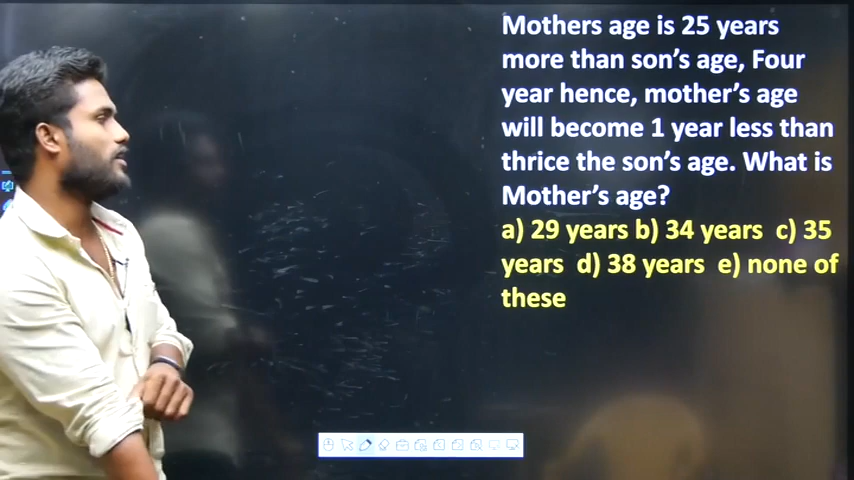 Mothers age is 25 years
more than son's age, Four
year hence, mother's age
will become 1 year less than
thrice the son's age. What is
Mother's age?
a) 29 years b) 34 years c) 35
years d) 38 years e) none of
these